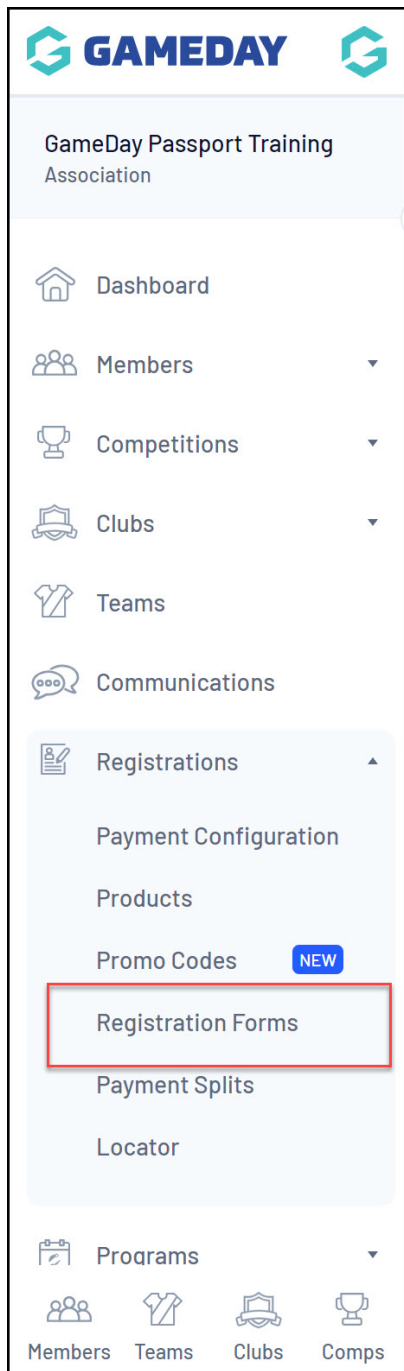 GAMEDAY
GameDay Passport Training
Association
Dashboard
Members
Competitions
Clubs
Teams
Communications
Registrations
Payment Configuration
Products
Promo Codes NEW
Registration Forms
Payment Splits
Locator
Programs
Members Teams Clubs Comps